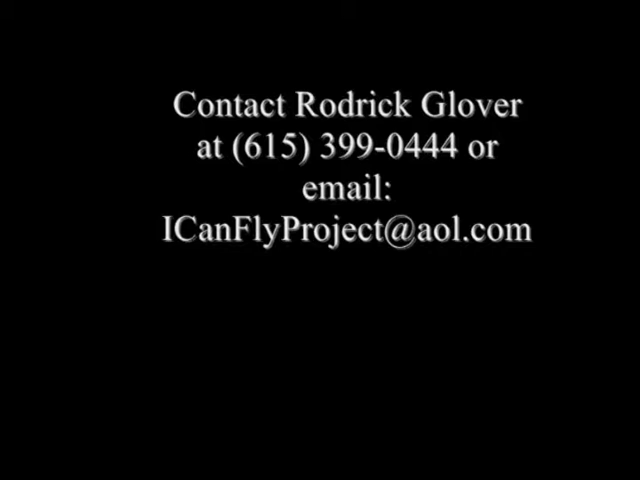 Contact Rodrick Glover
at (615) 399-0444 or
email:
ICanFlyProject@aol.com